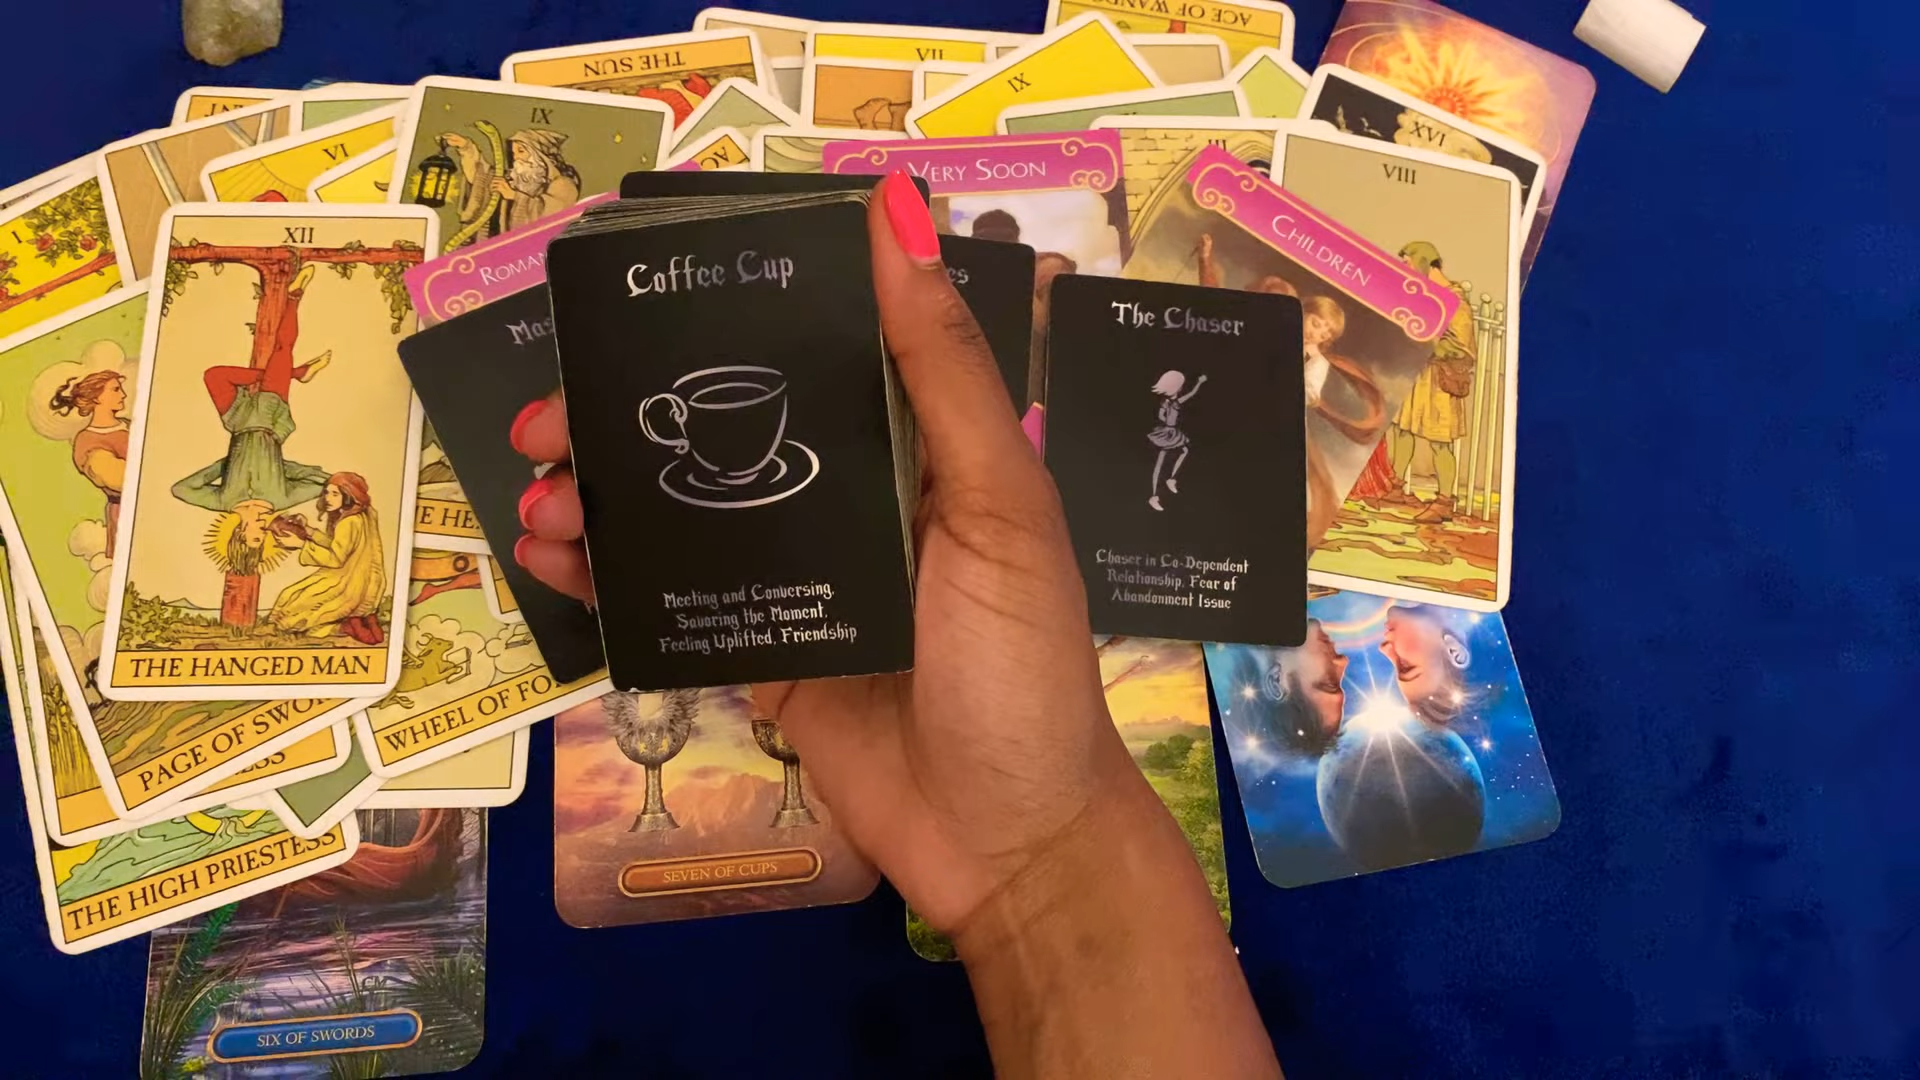 ACE OF WANDS
THE SUN
VII
XI
IX
XVI
VI
III
VIII
I
XII
VERY SOON
CHILDREN
Coffee Cup
The Chaser
Meeting and Conversing,
Savoring the Moment,
Feeling Uplifted, Friendship
Chaser in Co-Dependent
Relationship, Fear of
Abandonment Issue
THE HANGED MAN
PAGE OF
WHEEL OF
THE HIGH PRIESTESS
SEVEN OF CUPS
SIX OF SWORDS